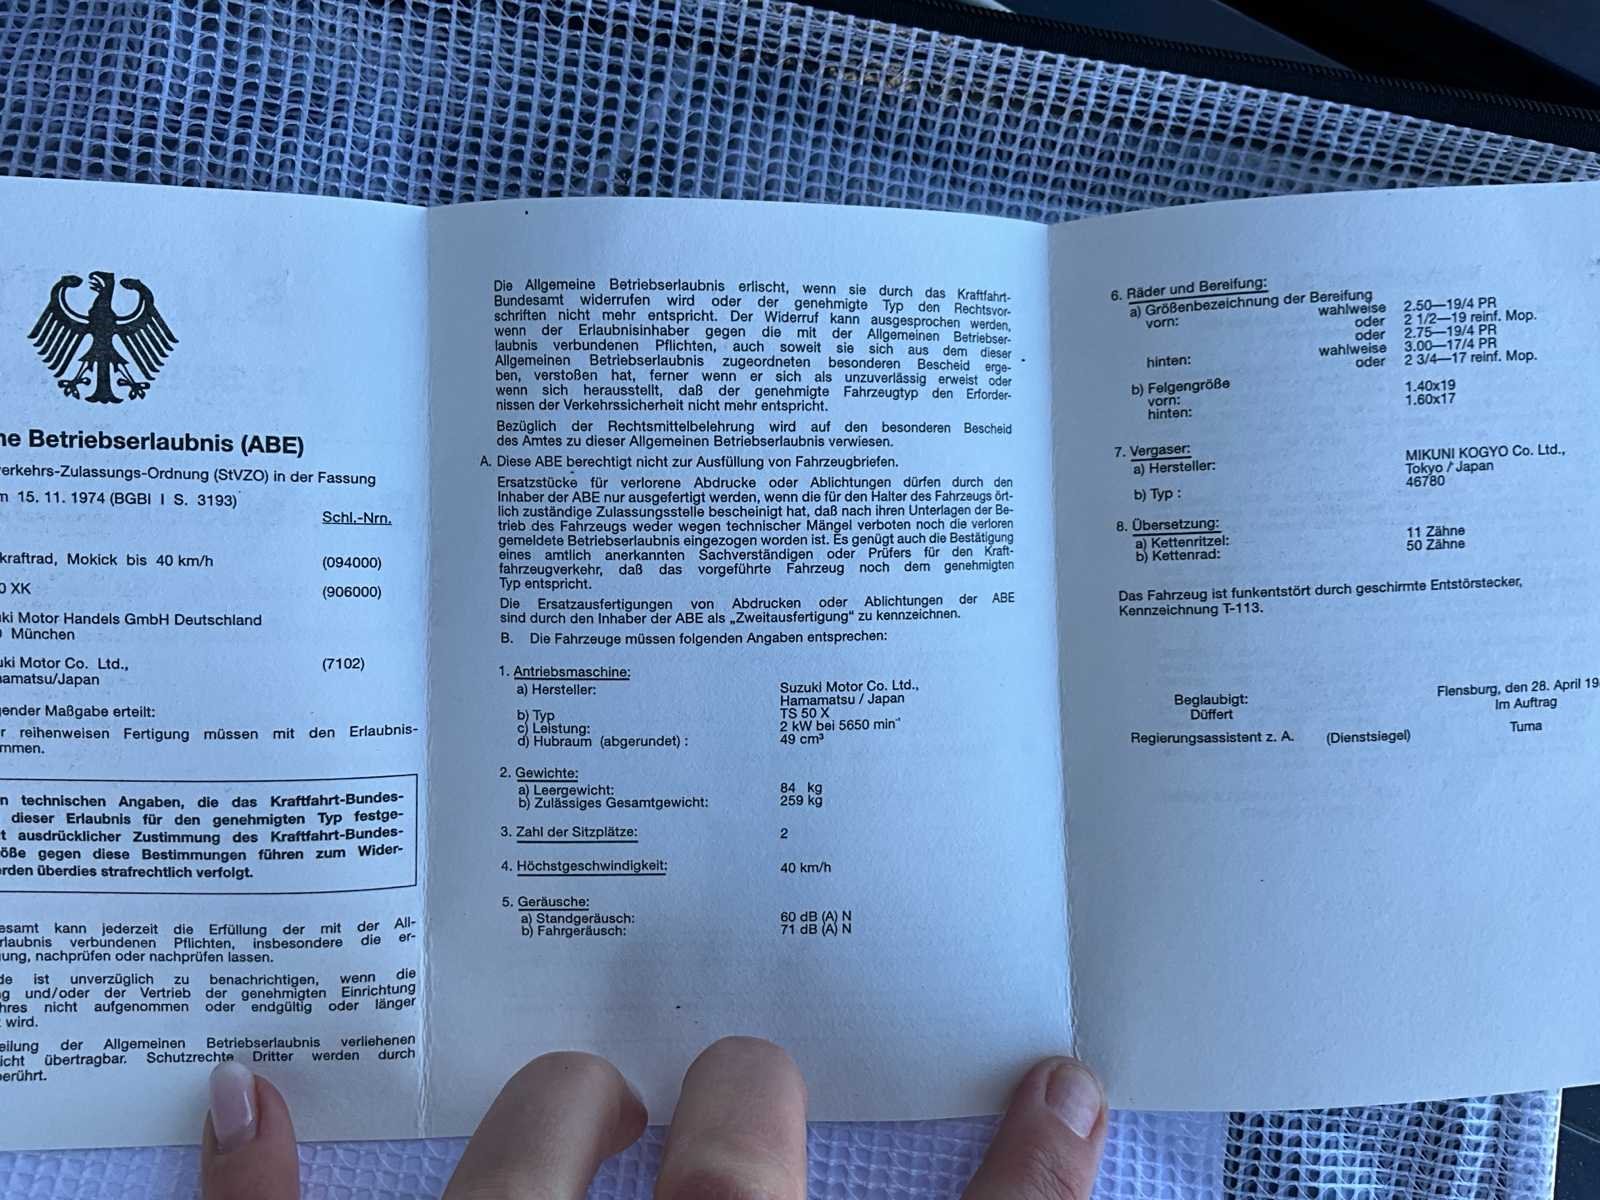 ne Betriebserlaubnis (ABE)
erkehrs-Zulassungs-Ordnung (StVZO) in der Fassung
m 15. 11. 1974 (BGBl I S. 3193)
Schl.-Nrn.
kraftrad, Mokick bis 40 km/h (094000)
0 XK (906000)
ki Motor Handels GmbH Deutschland
München
uki Motor Co. Ltd., (7102)
amatsu/Japan
gender Maßgabe erteilt:
r reihenweisen Fertigung müssen mit den Erlaubnis-
mmen.
n technischen Angaben, die das Kraftfahrt-Bundes-
dieser Erlaubnis für den genehmigten Typ festge-
t ausdrücklicher Zustimmung des Kraftfahrt-Bundes-
öße gegen diese Bestimmungen führen zum Wider-
rden überdies strafrechtlich verfolgt.
esamt kann jederzeit die Erfüllung der mit der All-
rlaubnis verbundenen Pflichten, insbesondere die er-
ung, nachprüfen oder nachprüfen lassen.
de ist unverzüglich zu benachrichtigen, wenn die
g und/oder der Vertrieb der genehmigten Einrichtung
hres nicht aufgenommen oder endgültig oder länger
t wird.
eilung der Allgemeinen Betriebserlaubnis verliehenen
icht übertragbar. Schutzrechte Dritter werden durch
erührt.
Die Allgemeine Betriebserlaubnis erlischt, wenn sie durch das Kraftfahrt-
Bundesamt widerrufen wird oder der genehmigte Typ den Rechtsvor-
schriften nicht mehr entspricht. Der Widerruf kann ausgesprochen werden,
wenn der Erlaubnisinhaber gegen die mit der Allgemeinen Betriebser-
laubnis verbundenen Pflichten, auch soweit sie sich aus dem dieser
Allgemeinen Betriebserlaubnis zugeordneten besonderen Bescheid erge-
ben, verstoßen hat, ferner wenn er sich als unzuverlässig erweist oder
wenn sich herausstellt, daß der genehmigte Fahrzeugtyp den Erforder-
nissen der Verkehrssicherheit nicht mehr entspricht.
Bezüglich der Rechtsmittelbelehrung wird auf den besonderen Bescheid
des Amtes zu dieser Allgemeinen Betriebserlaubnis verwiesen.
A. Diese ABE berechtigt nicht zur Ausfüllung von Fahrzeugbriefen.
Ersatzstücke für verlorene Abdrucke oder Ablichtungen dürfen durch den
Inhaber der ABE nur ausgefertigt werden, wenn die für den Halter des Fahrzeugs ört-
lich zuständige Zulassungsstelle bescheinigt hat, daß nach ihren Unterlagen der Be-
trieb des Fahrzeugs weder wegen technischer Mängel verboten noch die verloren
gemeldete Betriebserlaubnis eingezogen worden ist. Es genügt auch die Bestätigung
eines amtlich anerkannten Sachverständigen oder Prüfers für den Kraft-
fahrzeugverkehr, daß das vorgeführte Fahrzeug noch dem genehmigten
Typ entspricht.
Die Ersatzausfertigungen von Abdrucken oder Ablichtungen der ABE
sind durch den Inhaber der ABE als „Zweitausfertigung“ zu kennzeichnen.
B. Die Fahrzeuge müssen folgenden Angaben entsprechen:
1. Antriebsmaschine:
a) Hersteller: Suzuki Motor Co. Ltd.,
Hamamatsu / Japan
b) Typ TS 50 X
c) Leistung: 2 kW bei 5650 min⁻¹
d) Hubraum (abgerundet) : 49 cm³
2. Gewichte:
a) Leergewicht: 84 kg
b) Zulässiges Gesamtgewicht: 259 kg
3. Zahl der Sitzplätze: 2
4. Höchstgeschwindigkeit: 40 km/h
5. Geräusche:
a) Standgeräusch: 60 dB (A) N
b) Fahrgeräusch: 71 dB (A) N
6. Räder und Bereifung:
a) Größenbezeichnung der Bereifung
vorn: wahlweise 2.50—19/4 PR
oder 2 1/2—19 reinf. Mop.
oder 2.75—19/4 PR
hinten: wahlweise 3.00—17/4 PR
oder 2 3/4—17 reinf. Mop.
b) Felgengröße
vorn: 1.40x19
hinten: 1.60x17
7. Vergaser:
a) Hersteller: MIKUNI KOGYO Co. Ltd.,
Tokyo / Japan
b) Typ : 46780
8. Übersetzung:
a) Kettenritzel: 11 Zähne
b) Kettenrad: 50 Zähne
Das Fahrzeug ist funkentstört durch geschirmte Entstörstecker,
Kennzeichnung T-113.
Flensburg, den 28. April 19
Beglaubigt: Im Auftrag
Düffert Tuma
Regierungsassistent z. A. (Dienstsiegel)